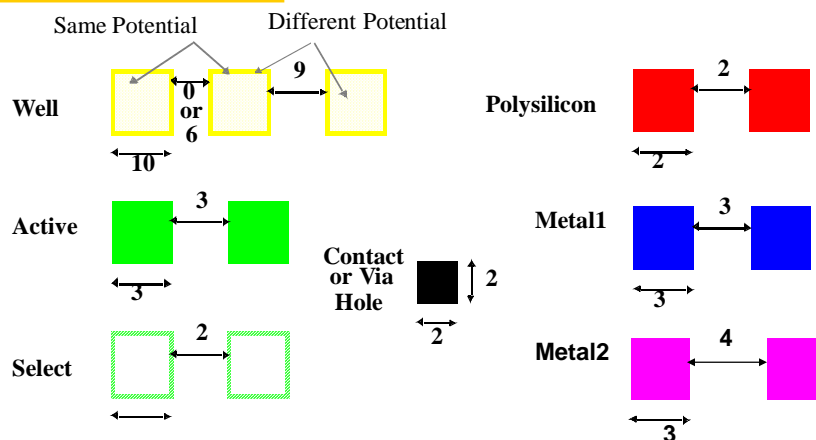 Same Potential
Different Potential
Well
0
or
6
9
10
Polysilicon
2
2
Active
3
3
Metal1
3
3
Contact
or Via
Hole
2
2
Select
2
Metal2
4
3